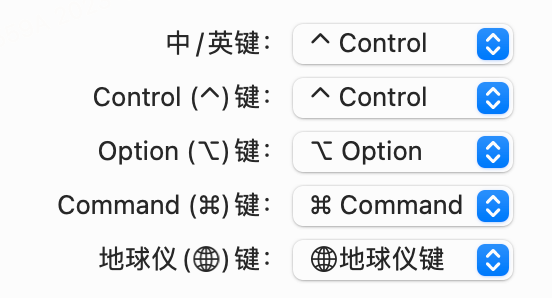 中/英键： ⌃ Control
Control (⌃)键： ⌃ Control
Option (⌥)键： ⌥ Option
Command (⌘)键： ⌘ Command
地球仪(🌐)键： 🌐地球仪键